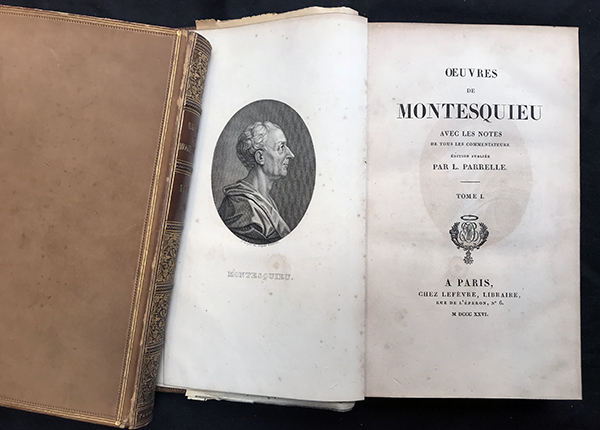 MONTESQUIEU.
OEUVRES
DE
MONTESQUIEU
AVEC LES NOTES
DE TOUS LES COMMENTATEURS
ÉDITION PUBLIÉE
PAR L. PARRELLE.
TOME I.
A PARIS,
CHEZ LEFÈVRE, LIBRAIRE,
RUE DE L'ÉPERON, Nº 6.
M DCCC XXVI.